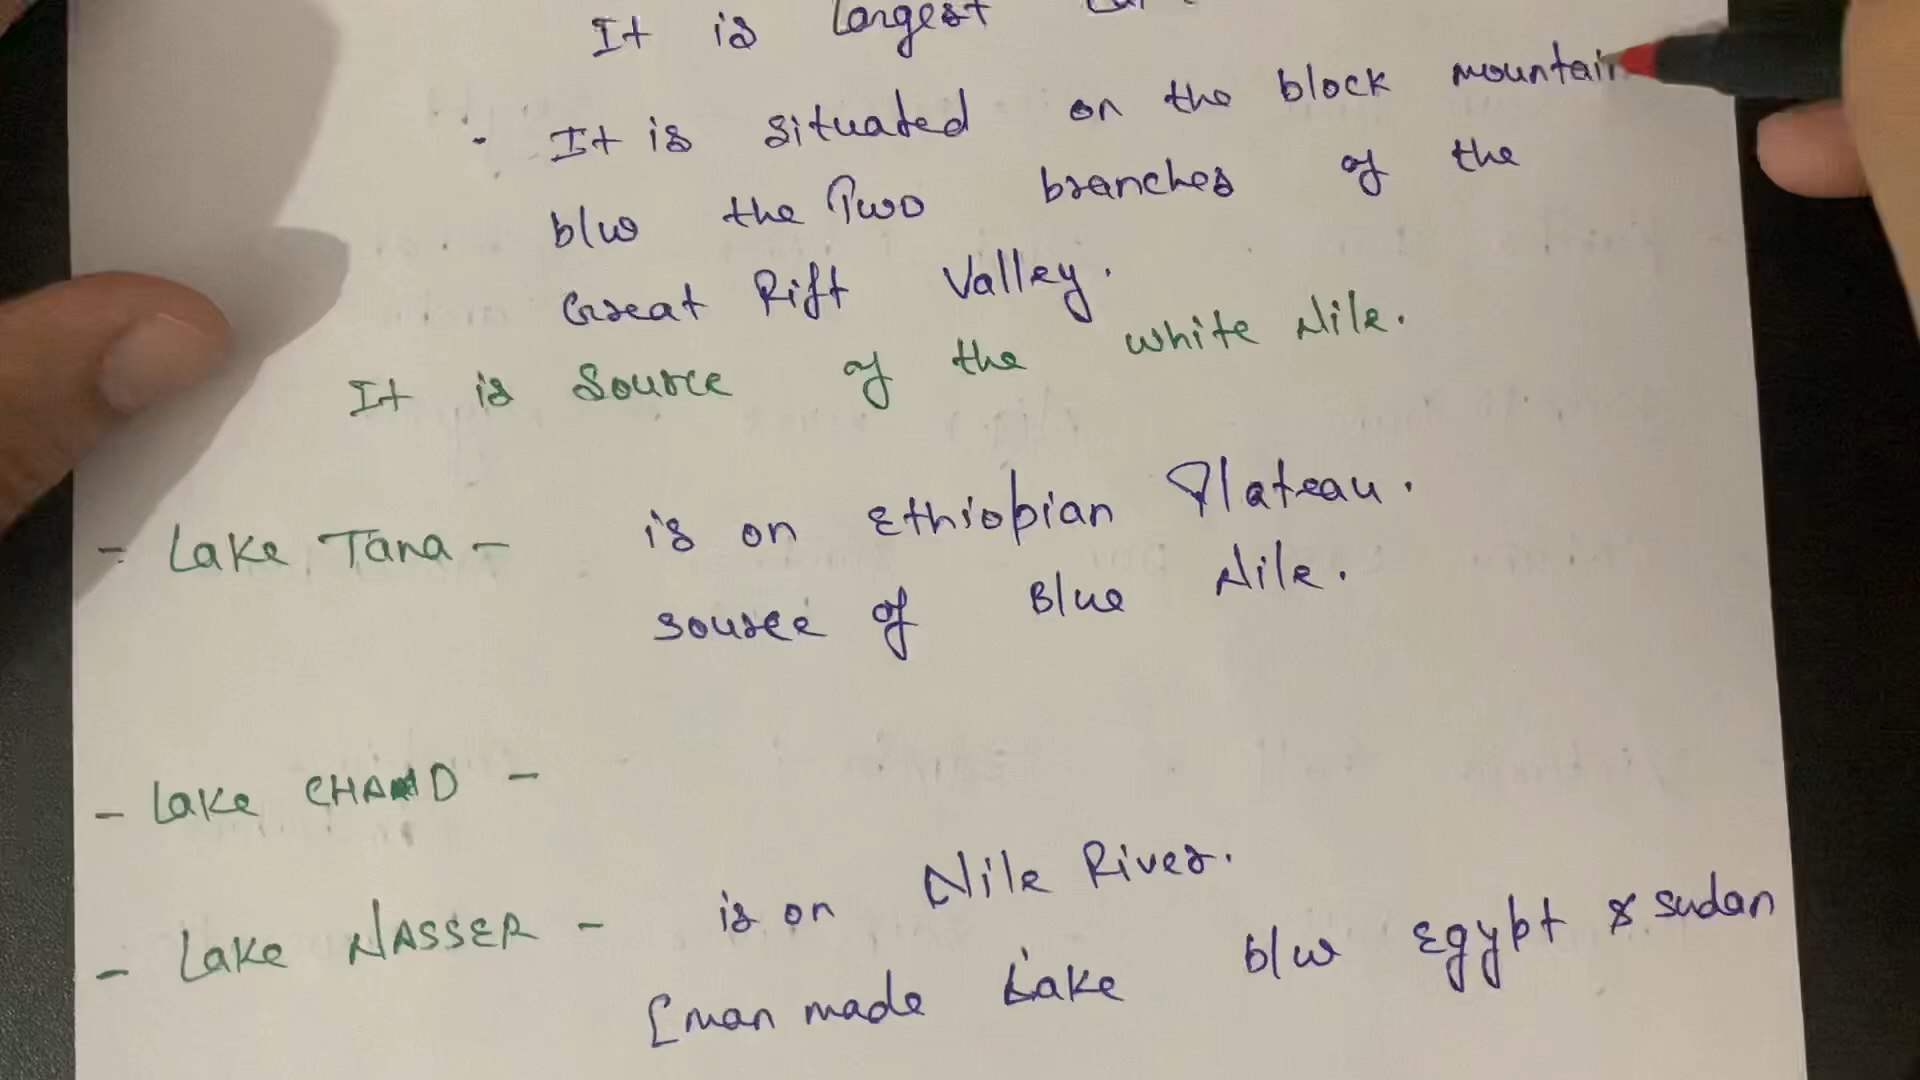 It is largest
· It is situated on the block mountain
b/w the Two branches of the
Great Rift Valley.
It is Source of the White Nile.
- Lake Tana - is on Ethiopian Plateau.
source of Blue Nile.
- Lake CHAD -
- Lake NASSER - is on Nile River.
[man made Lake b/w Egypt & Sudan